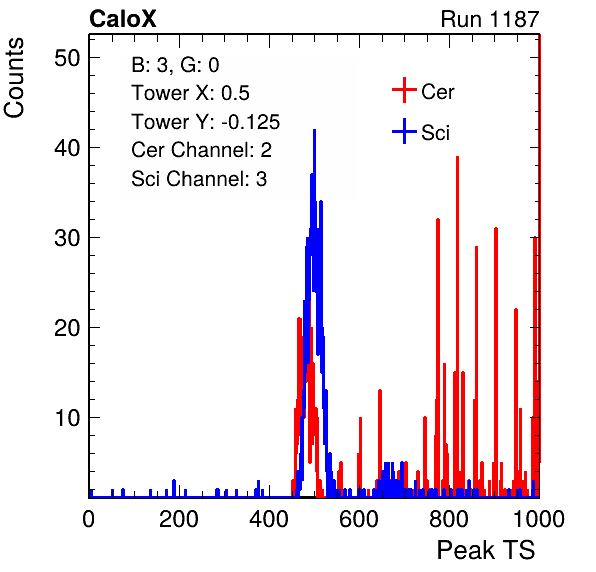 CaloX Run 1187
Counts
B: 3, G: 0
Tower X: 0.5
Tower Y: -0.125
Cer Channel: 2
Sci Channel: 3
Cer
Sci
50
40
30
20
10
0 200 400 600 800 1000
Peak TS